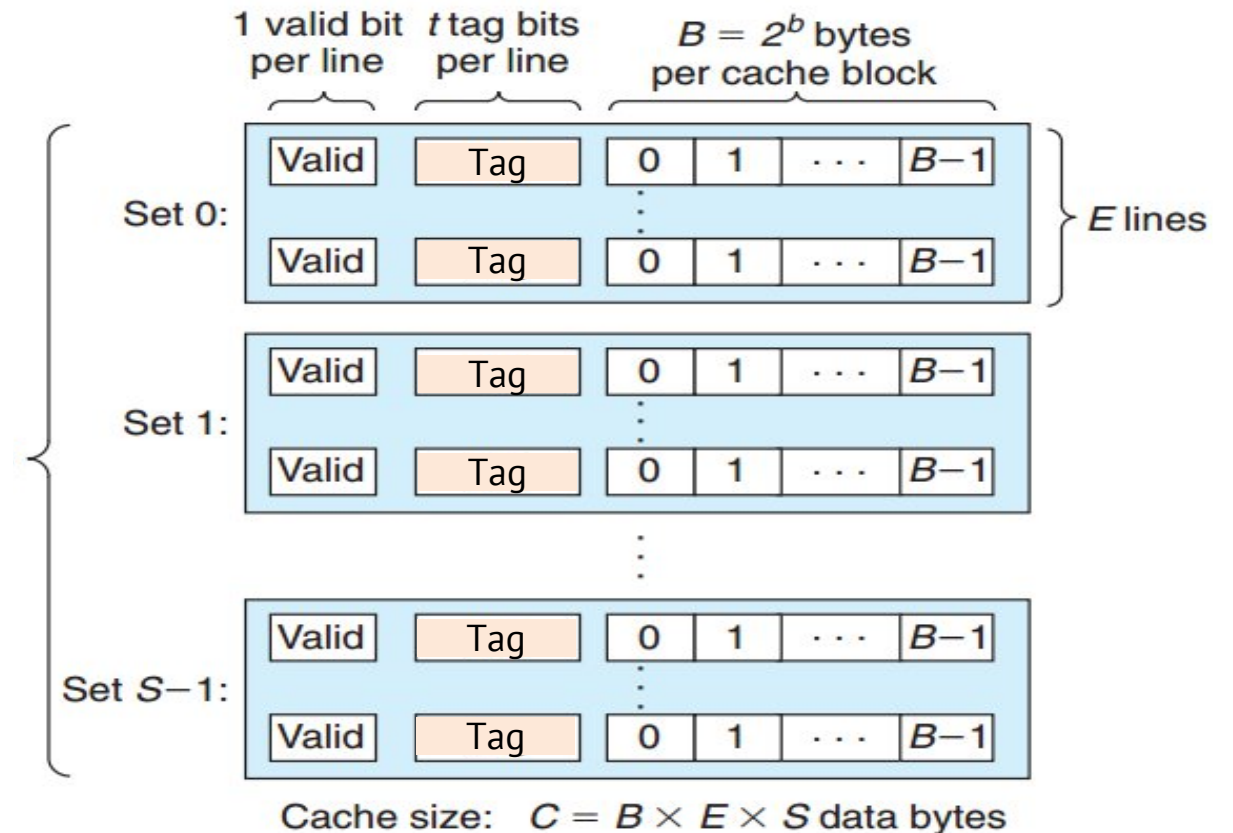 1 valid bit per line
t tag bits per line
B = 2^b bytes per cache block
Valid Tag 0 1 · · · B−1
Set 0:
E lines
Valid Tag 0 1 · · · B−1
Valid Tag 0 1 · · · B−1
Set 1:
Valid Tag 0 1 · · · B−1
Valid Tag 0 1 · · · B−1
Set S−1:
Valid Tag 0 1 · · · B−1
Cache size: C = B × E × S data bytes